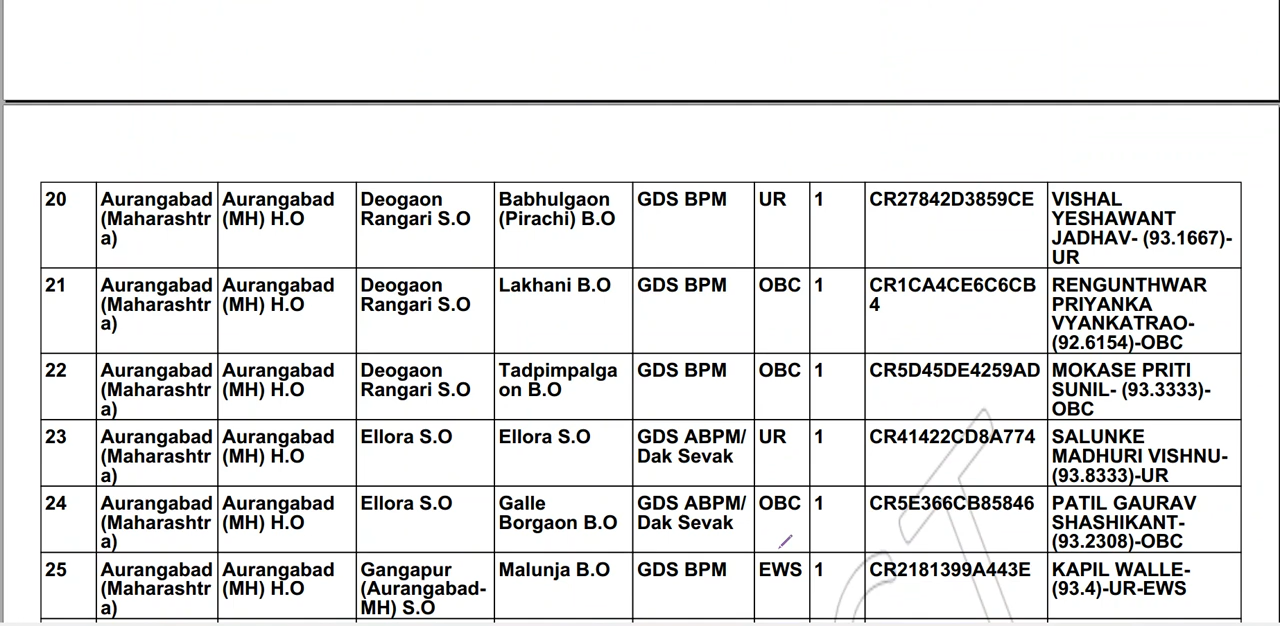 20 Aurangabad Aurangabad Deogaon Babhulgaon GDS BPM UR 1 CR27842D3859CE VISHAL
(Maharashtr (MH) H.O Rangari S.O (Pirachi) B.O YESHAWANT
a) JADHAV- (93.1667)-
UR
21 Aurangabad Aurangabad Deogaon Lakhani B.O GDS BPM OBC 1 CR1CA4CE6C6CB RENGUNTHWAR
(Maharashtr (MH) H.O Rangari S.O 4 PRIYANKA
a) VYANKATRAO-
(92.6154)-OBC
22 Aurangabad Aurangabad Deogaon Tadpimpalga GDS BPM OBC 1 CR5D45DE4259AD MOKASE PRITI
(Maharashtr (MH) H.O Rangari S.O on B.O SUNIL- (93.3333)-
a) OBC
23 Aurangabad Aurangabad Ellora S.O Ellora S.O GDS ABPM/ UR 1 CR41422CD8A774 SALUNKE
(Maharashtr (MH) H.O Dak Sevak MADHURI VISHNU-
a) (93.8333)-UR
24 Aurangabad Aurangabad Ellora S.O Galle GDS ABPM/ OBC 1 CR5E366CB85846 PATIL GAURAV
(Maharashtr (MH) H.O Borgaon B.O Dak Sevak SHASHIKANT-
a) (93.2308)-OBC
25 Aurangabad Aurangabad Gangapur Malunja B.O GDS BPM EWS 1 CR2181399A443E KAPIL WALLE-
(Maharashtr (MH) H.O (Aurangabad- (93.4)-UR-EWS
a) MH) S.O